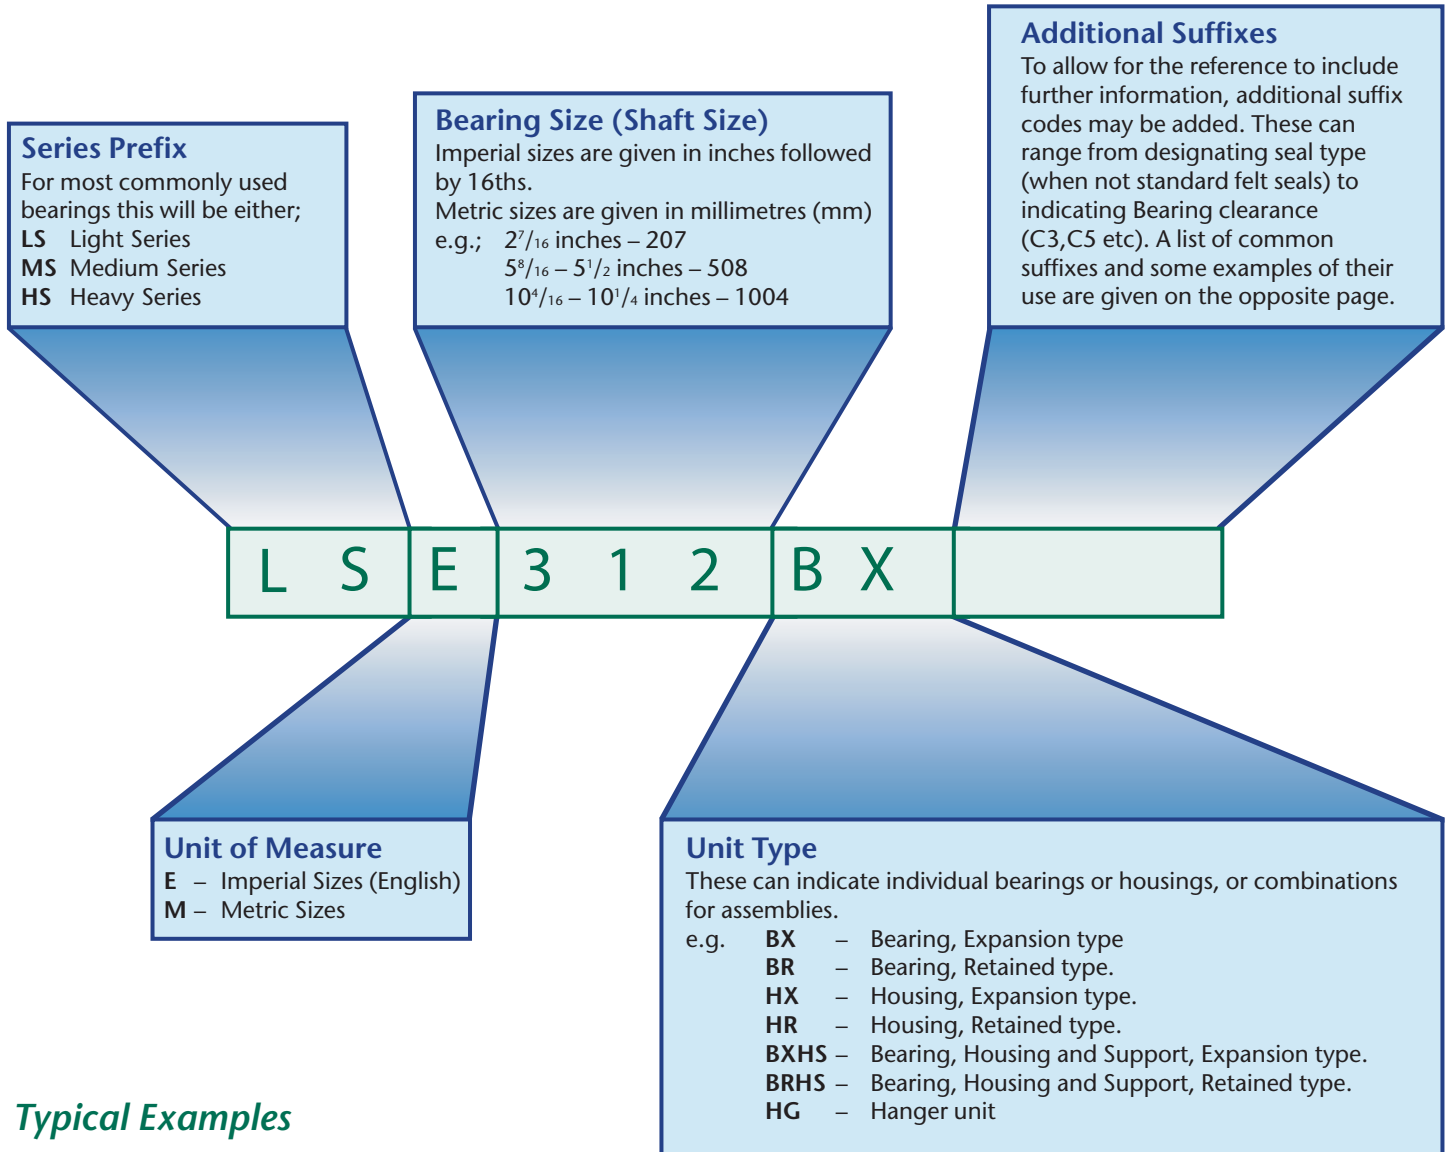 Additional Suffixes
To allow for the reference to include
further information, additional suffix
codes may be added. These can
range from designating seal type
(when not standard felt seals) to
indicating Bearing clearance
(C3,C5 etc). A list of common
suffixes and some examples of their
use are given on the opposite page.
Bearing Size (Shaft Size)
Imperial sizes are given in inches followed
by 16ths.
Metric sizes are given in millimetres (mm)
e.g.; 2⁷/₁₆ inches – 207
5⁸/₁₆ – 5¹/₂ inches – 508
10⁴/₁₆ – 10¹/₄ inches – 1004
Series Prefix
For most commonly used
bearings this will be either;
LS Light Series
MS Medium Series
HS Heavy Series
L S E 3 1 2 B X
Unit of Measure
E – Imperial Sizes (English)
M – Metric Sizes
Unit Type
These can indicate individual bearings or housings, or combinations
for assemblies.
e.g. BX – Bearing, Expansion type
BR – Bearing, Retained type.
HX – Housing, Expansion type.
HR – Housing, Retained type.
BXHS – Bearing, Housing and Support, Expansion type.
BRHS – Bearing, Housing and Support, Retained type.
HG – Hanger unit
Typical Examples